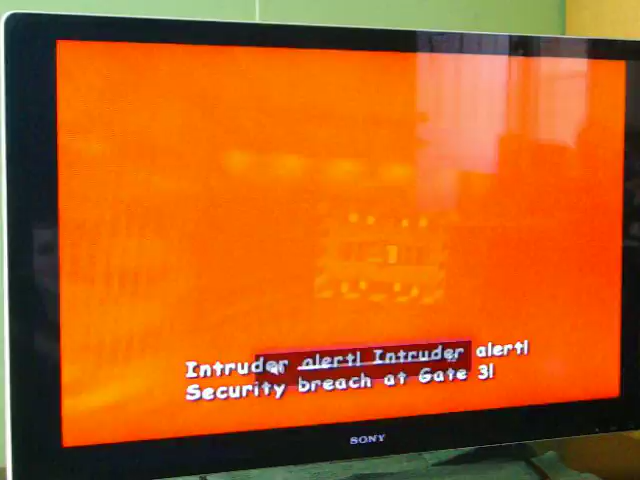 Intruder alert! Intruder alert!
Security breach at Gate 3!
SONY